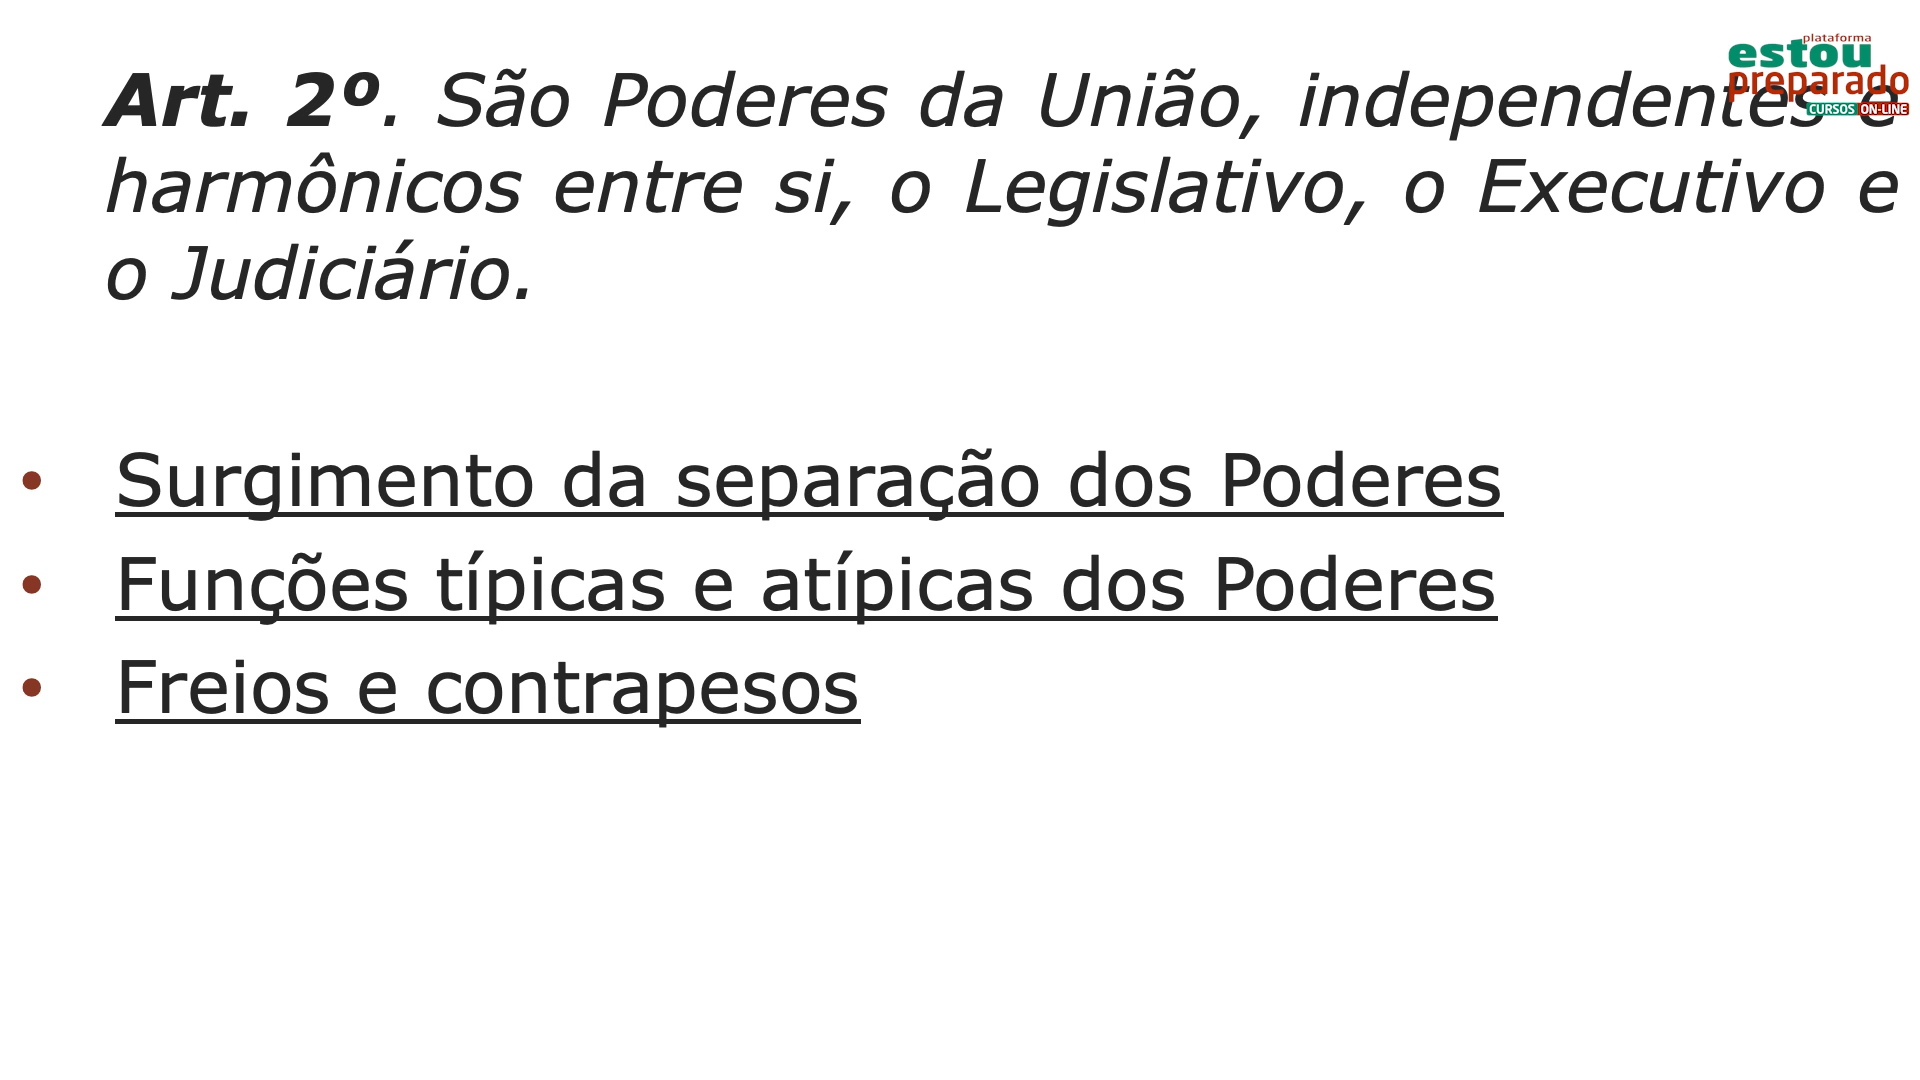 plataforma
estou
preparado
CURSOS ON-LINE
Art. 2º. São Poderes da União, independentes e
harmônicos entre si, o Legislativo, o Executivo e
o Judiciário.
• Surgimento da separação dos Poderes
• Funções típicas e atípicas dos Poderes
• Freios e contrapesos